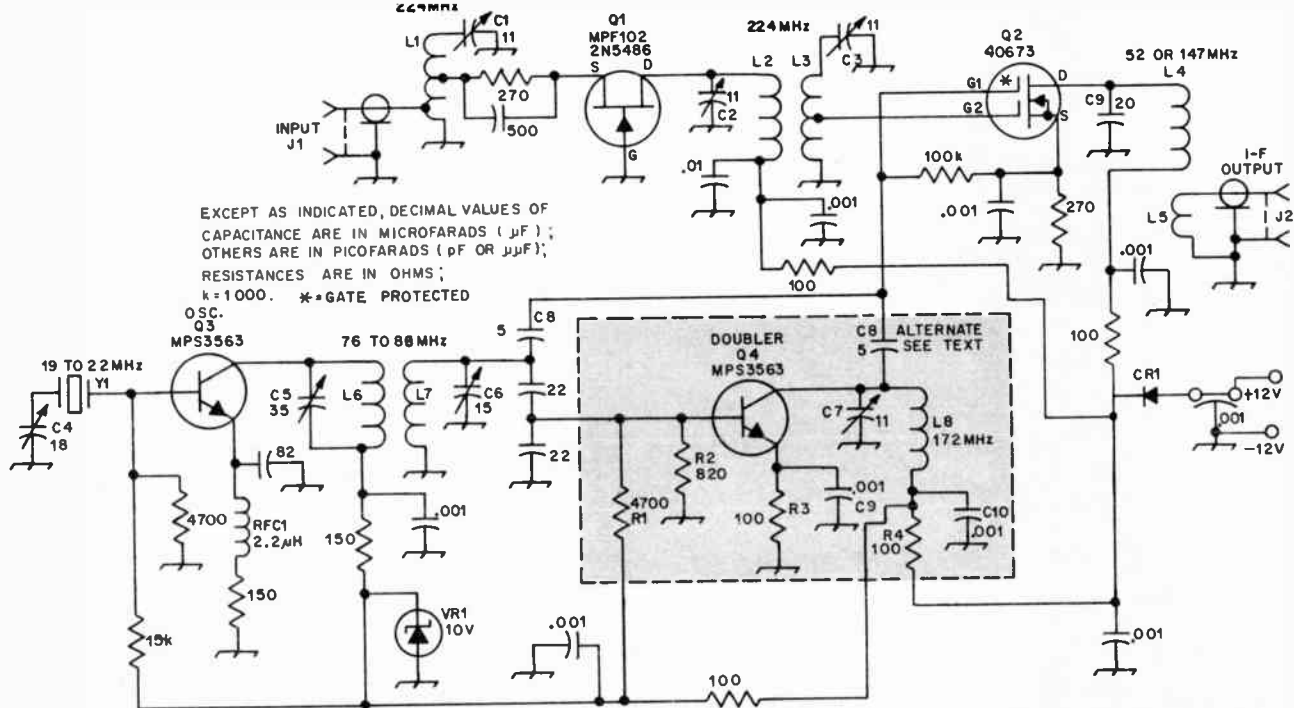 224MHz
C1
11
L1
Q1
MPF102
2N5486
S
D
G
270
500
INPUT
J1
224MHz
11
C2
L2
L3
11
C3
.01
.001
100
Q2
40673
G1
*
G2
D
S
100k
.001
270
52 OR 147MHz
L4
C9
20
I-F
OUTPUT
L5
J2
.001
100
CR1
+12V
.001
−12V
EXCEPT AS INDICATED, DECIMAL VALUES OF
CAPACITANCE ARE IN MICROFARADS (μF);
OTHERS ARE IN PICOFARADS (pF OR μμF);
RESISTANCES ARE IN OHMS;
k=1000. *=GATE PROTECTED
OSC.
Q3
MPS3563
19 TO 22MHz
Y1
C4
18
4700
15k
82
RFC1
2.2μH
150
76 TO 88MHz
C5
35
L6
L7
C6
15
.001
150
VR1
10V
5
C8
22
22
DOUBLER
Q4
MPS3563
C8
5
ALTERNATE
SEE TEXT
C7
11
L8
172MHz
R2
820
4700
R1
100
R3
.001
C9
R4
100
C10
.001
.001
100
.001